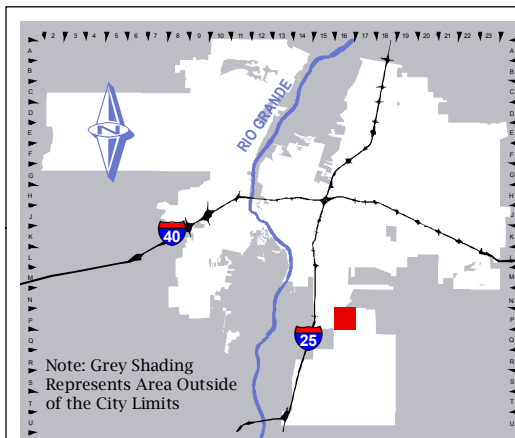 2 3 4 5 6 7 8 9 10 11 12 13 14 15 16 17 18 19 20 21 22 23
A A
B B
C C
D D
E E
F F
G G
H H
J J
K K
L L
M M
N N
P P
Q Q
R R
S S
T T
U U
N
RIO GRANDE
40
25
Note: Grey Shading
Represents Area Outside
of the City Limits